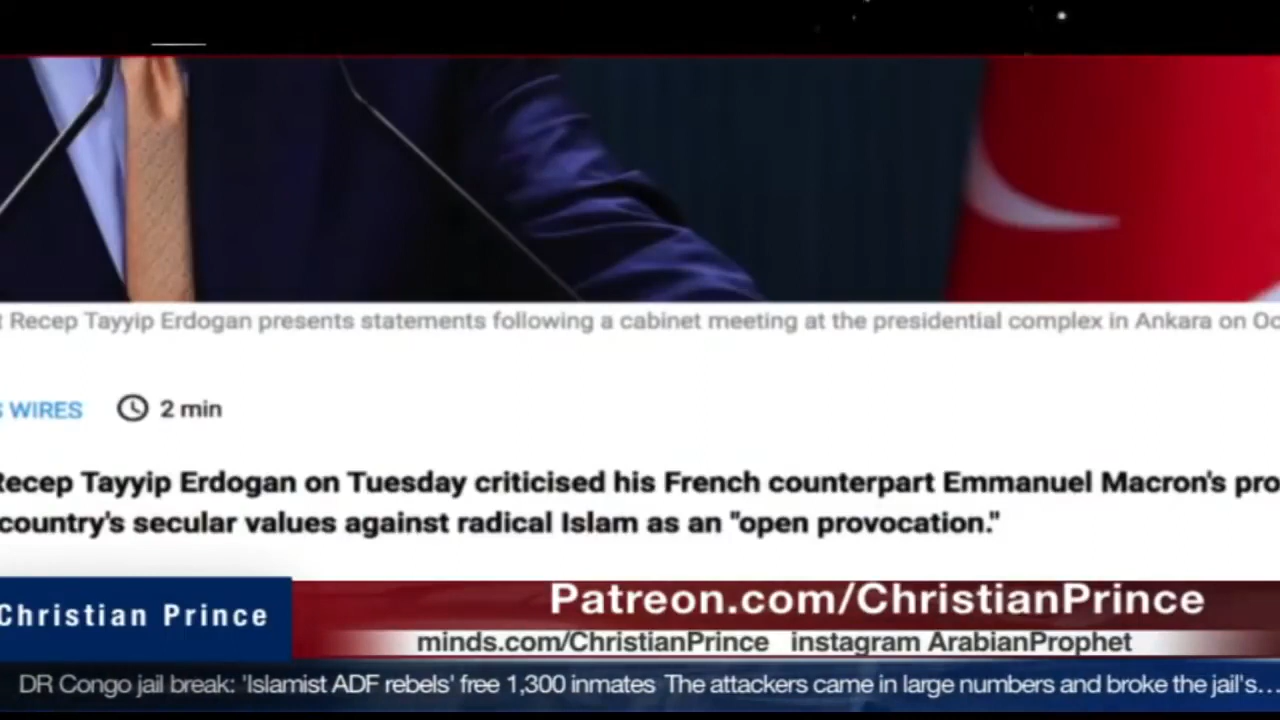 Recep Tayyip Erdogan presents statements following a cabinet meeting at the presidential complex in Ankara on
WIRES 2 min
Recep Tayyip Erdogan on Tuesday criticised his French counterpart Emmanuel Macron's
country's secular values against radical Islam as an "open provocation."
Christian Prince
Patreon.com/ChristianPrince
minds.com/ChristianPrince instagram ArabianProphet
DR Congo jail break: 'Islamist ADF rebels' free 1,300 inmates The attackers came in large numbers and broke the jail's...